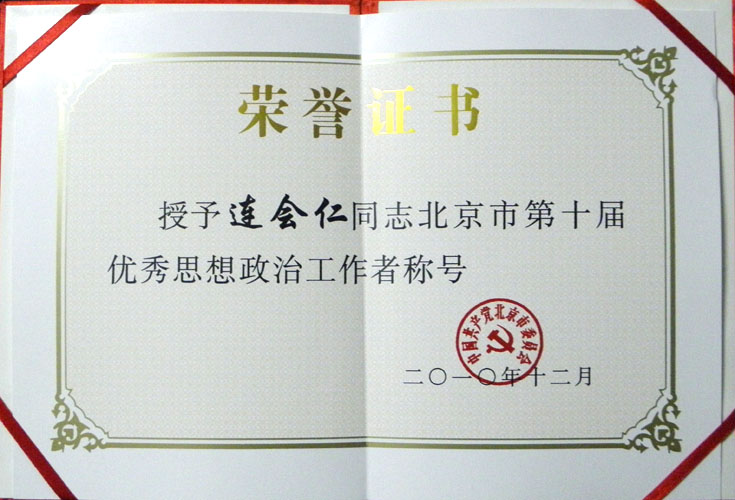 荣誉证书
授予连会仁同志北京市第十届
优秀思想政治工作者称号
中国共产党北京市委员会
二〇一〇年十二月